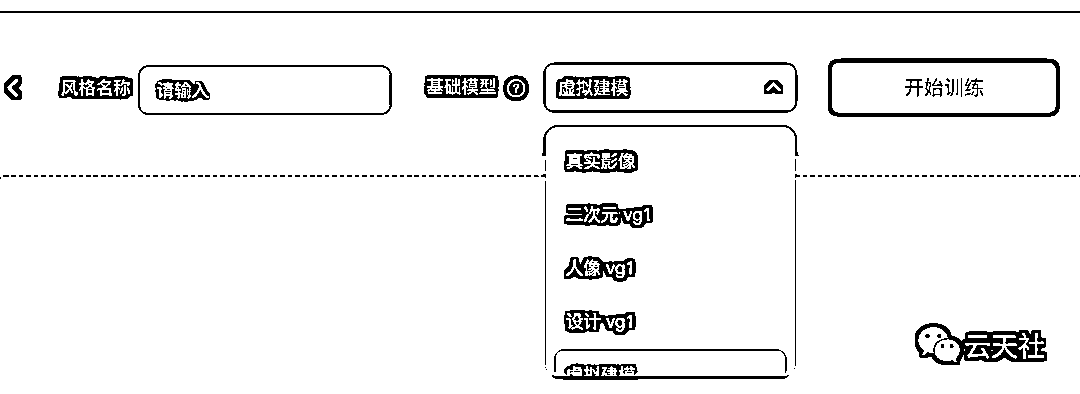 风格名称 请输入 基础模型 ? 虚拟建模 开始训练
真实影像
二次元 vg1
人像 vg1
设计 vg1
虚拟建模
云天社